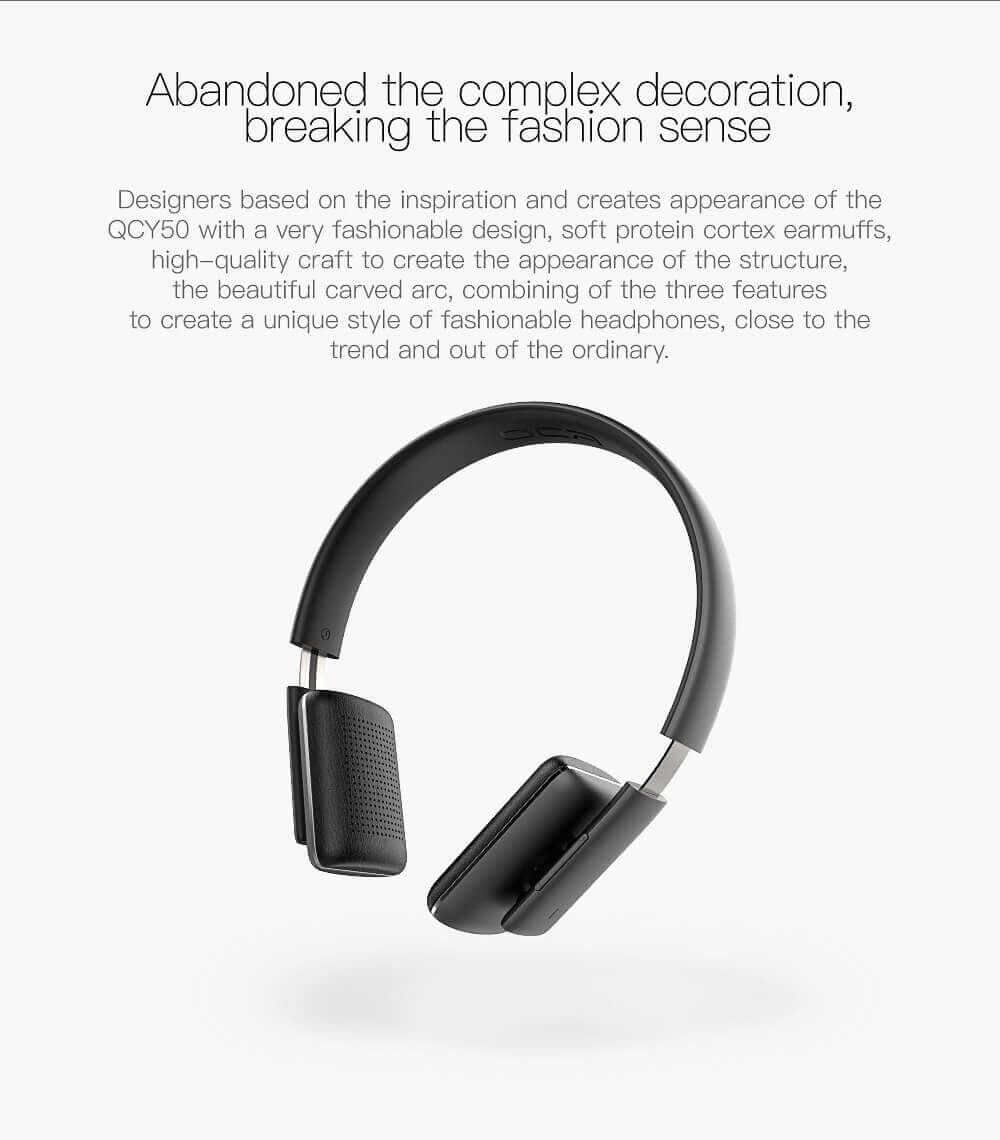 Abandoned the complex decoration,
breaking the fashion sense
Designers based on the inspiration and creates appearance of the
QCY50 with a very fashionable design, soft protein cortex earmuffs,
high-quality craft to create the appearance of the structure,
the beautiful carved arc, combining of the three features
to create a unique style of fashionable headphones, close to the
trend and out of the ordinary.